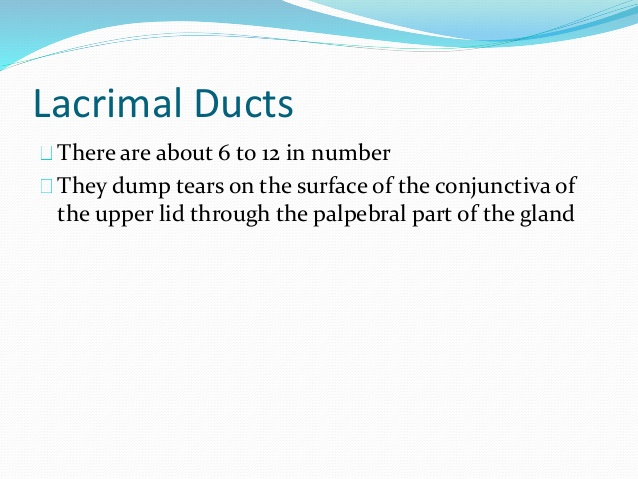 Lacrimal Ducts
There are about 6 to 12 in number
They dump tears on the surface of the conjunctiva of
the upper lid through the palpebral part of the gland